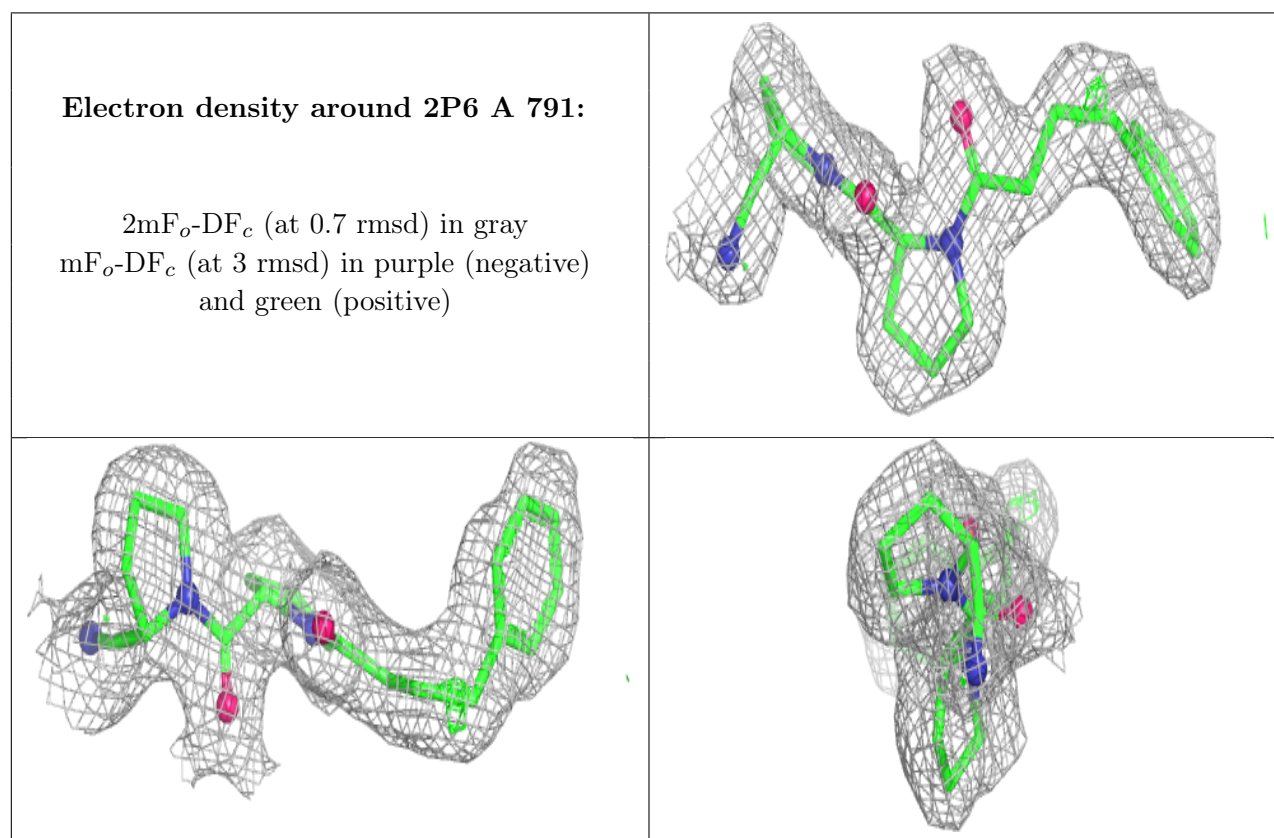 Electron density around 2P6 A 791:
2mFₒ-DF𝒸 (at 0.7 rmsd) in gray
mFₒ-DF𝒸 (at 3 rmsd) in purple (negative)
and green (positive)